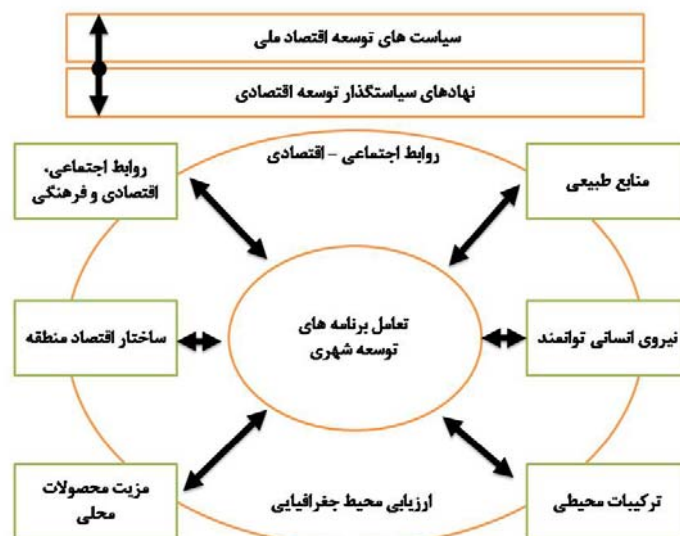 سیاست های توسعه اقتصاد ملی
نهادهای سیاستگذار توسعه اقتصادی
روابط اجتماعی – اقتصادی
منابع طبیعی
روابط اجتماعی،
اقتصادی و فرهنگی
نیروی انسانی توانمند
تعامل برنامه های
توسعه شهری
ساختار اقتصاد منطقه
ترکیبات محیطی
ارزیابی محیط جغرافیایی
مزیت محصولات
محلی